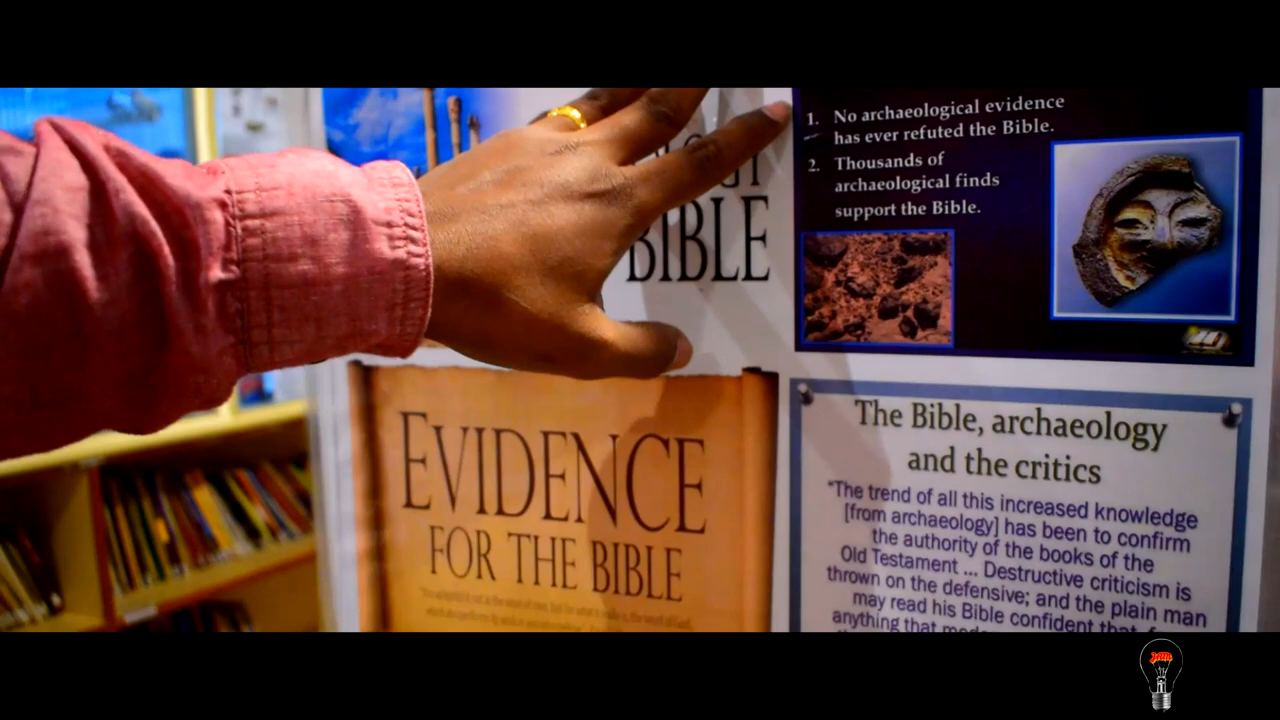 BIBLE
1. No archaeological evidence
has ever refuted the Bible.
2. Thousands of
archaeological finds
support the Bible.
EVIDENCE
FOR THE BIBLE
The Bible, archaeology
and the critics
"The trend of all this increased knowledge
[from archaeology] has been to confirm
the authority of the books of the
Old Testament ... Destructive criticism is
thrown on the defensive; and the plain man
may read his Bible confident that
anything that